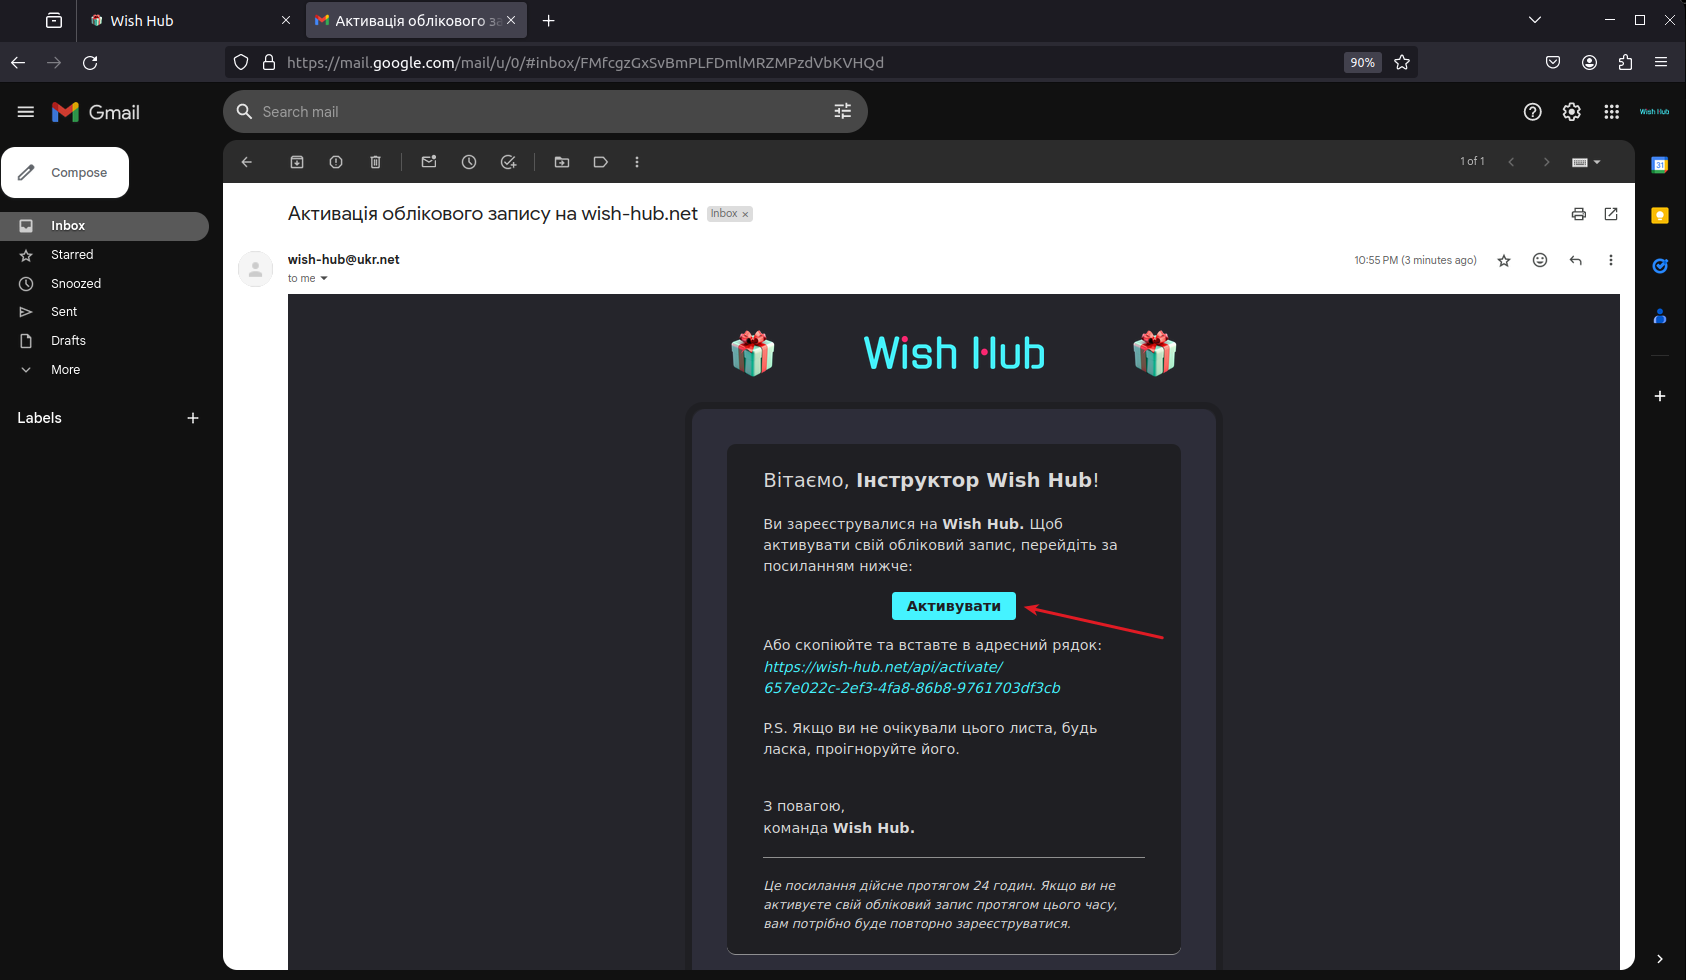 Wish Hub
Активація облікового за
https://mail.google.com/mail/u/0/#inbox/FMfcgzGxSvBmPLFDmlMRZMPzdVbKVHQd
90%
Gmail
Search mail
Wish Hub
Compose
1 of 1
31
Inbox
Starred
Snoozed
Sent
Drafts
More
Labels
Активація облікового запису на wish-hub.net
Inbox ×
wish-hub@ukr.net
10:55 PM (3 minutes ago)
to me
Wish Hub
Вітаємо, Інструктор Wish Hub!
Ви зареєструвалися на Wish Hub. Щоб
активувати свій обліковий запис, перейдіть за
посиланням нижче:
Активувати
Або скопіюйте та вставте в адресний рядок:
https://wish-hub.net/api/activate/
657e022c-2ef3-4fa8-86b8-9761703df3cb
P.S. Якщо ви не очікували цього листа, будь
ласка, проігноруйте його.
З повагою,
команда Wish Hub.
Це посилання дійсне протягом 24 годин. Якщо ви не
активуєте свій обліковий запис протягом цього часу,
вам потрібно буде повторно зареєструватися.